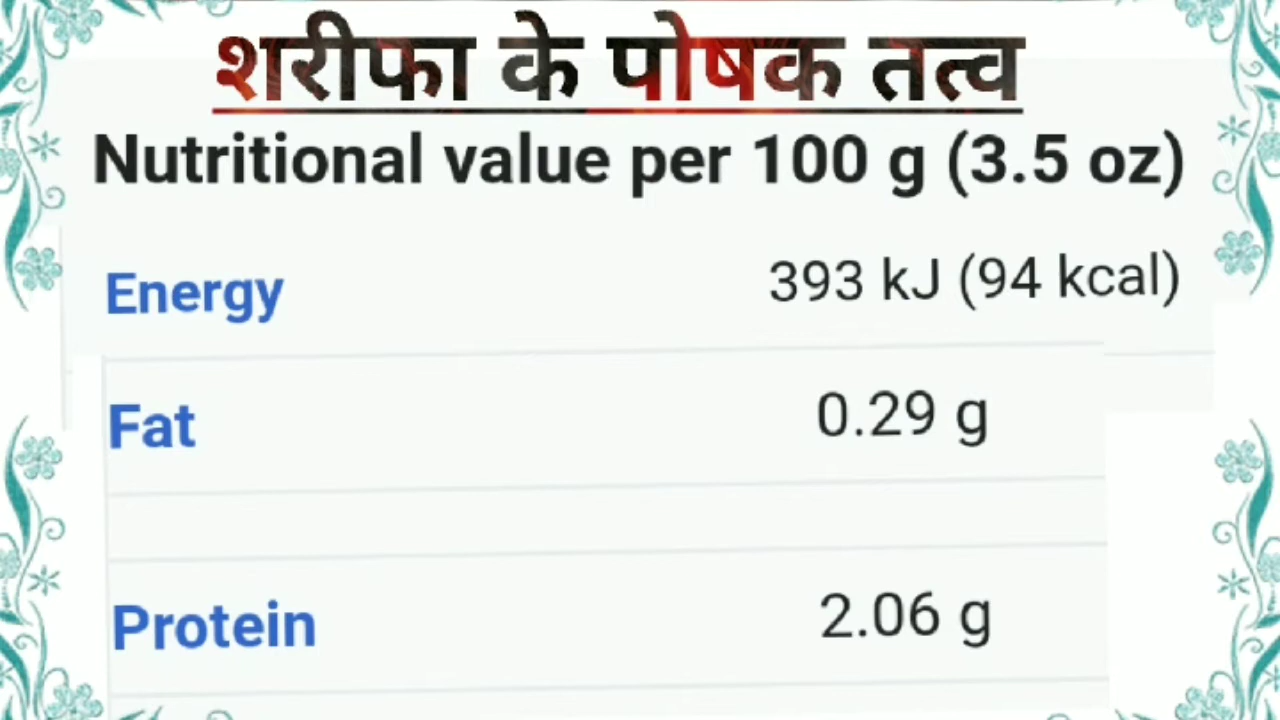 शरीफा के पोषक तत्व
Nutritional value per 100 g (3.5 oz)
Energy 393 kJ (94 kcal)
Fat 0.29 g
Protein 2.06 g